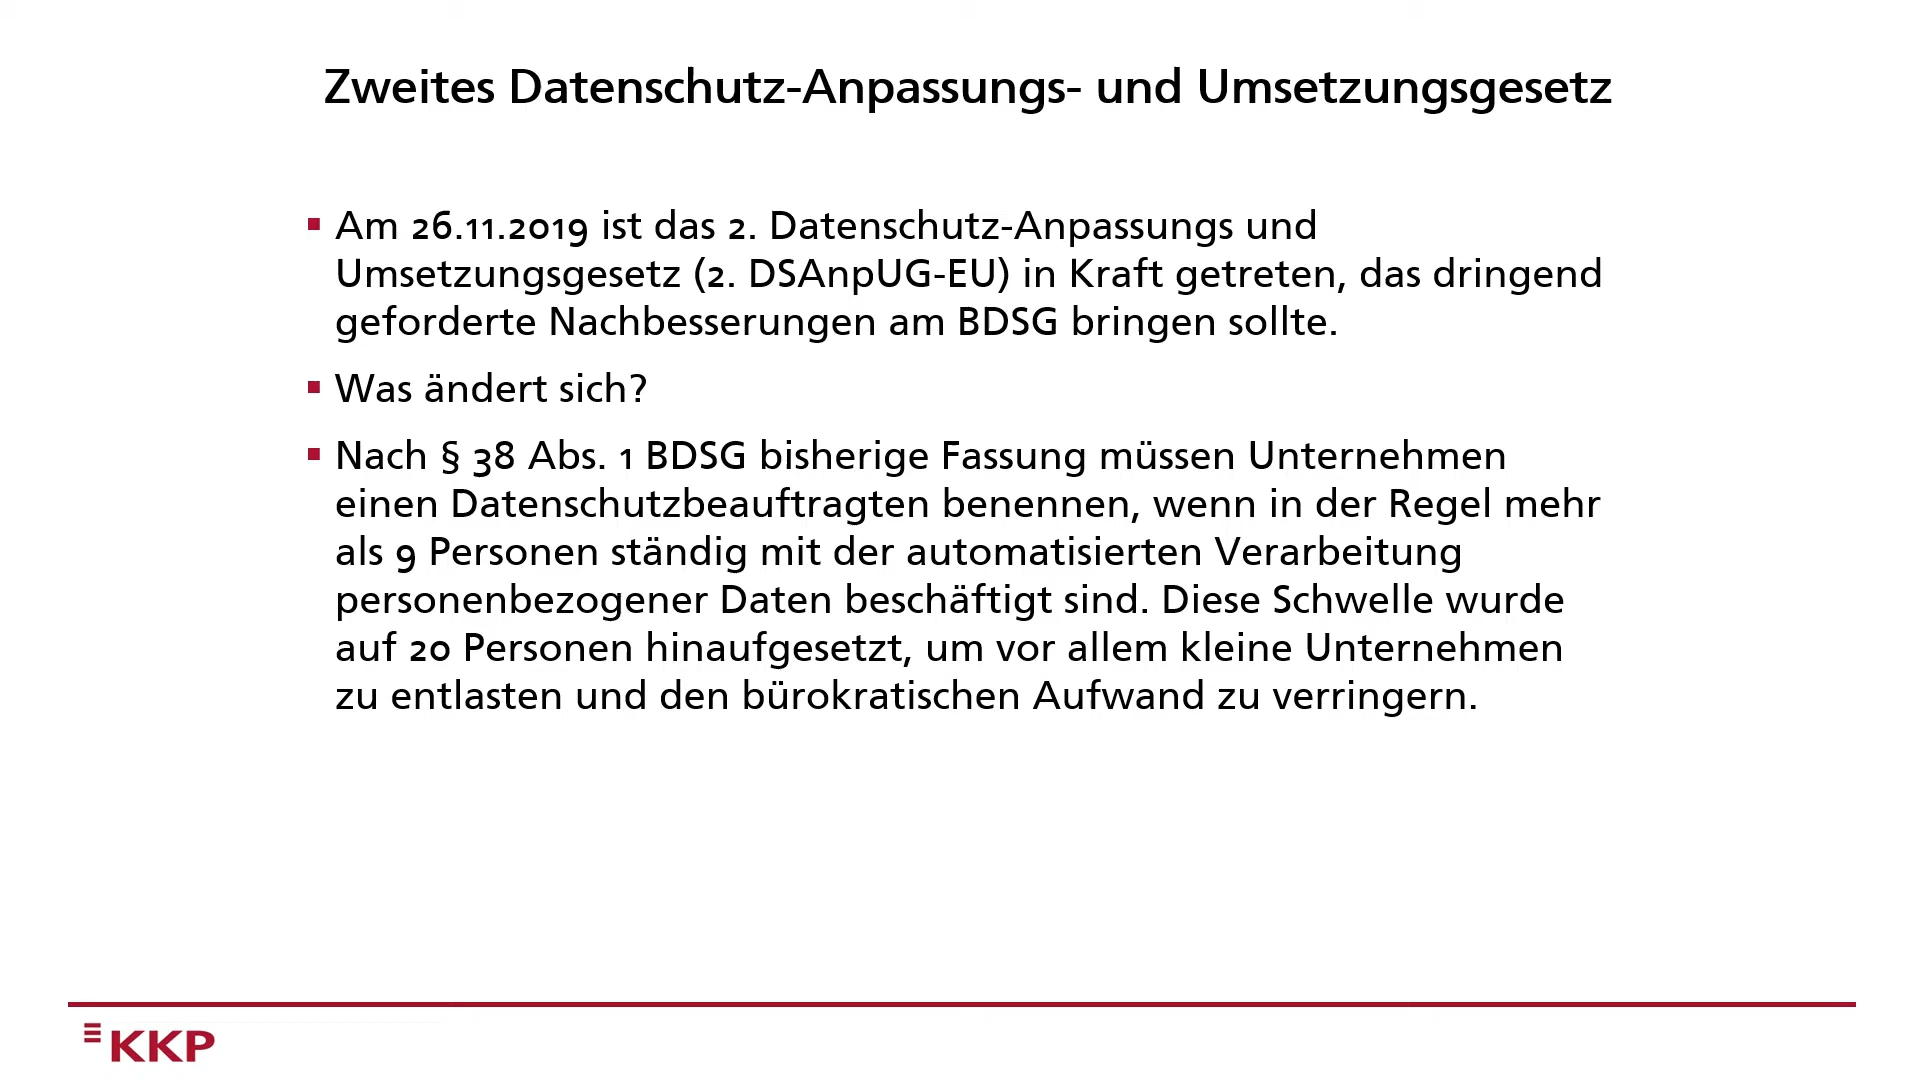 Zweites Datenschutz-Anpassungs- und Umsetzungsgesetz
▪ Am 26.11.2019 ist das 2. Datenschutz-Anpassungs und
Umsetzungsgesetz (2. DSAnpUG-EU) in Kraft getreten, das dringend
geforderte Nachbesserungen am BDSG bringen sollte.
▪ Was ändert sich?
▪ Nach § 38 Abs. 1 BDSG bisherige Fassung müssen Unternehmen
einen Datenschutzbeauftragten benennen, wenn in der Regel mehr
als 9 Personen ständig mit der automatisierten Verarbeitung
personenbezogener Daten beschäftigt sind. Diese Schwelle wurde
auf 20 Personen hinaufgesetzt, um vor allem kleine Unternehmen
zu entlasten und den bürokratischen Aufwand zu verringern.
KKP